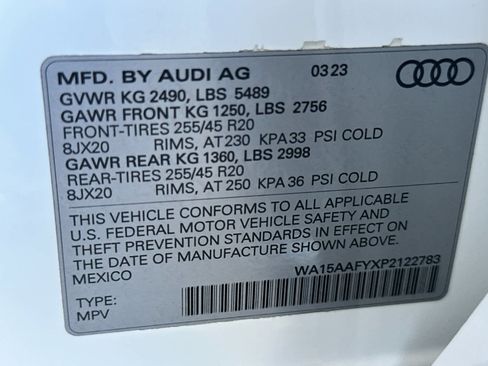 MFD. BY AUDI AG 03 23
GVWR KG 2490, LBS 5489
GAWR FRONT KG 1250, LBS 2756
FRONT-TIRES 255/45 R20
8JX20 RIMS, AT 230 KPA 33 PSI COLD
GAWR REAR KG 1360, LBS 2998
REAR-TIRES 255/45 R20
8JX20 RIMS, AT 250 KPA 36 PSI COLD
THIS VEHICLE CONFORMS TO ALL APPLICABLE
U.S. FEDERAL MOTOR VEHICLE SAFETY AND
THEFT PREVENTION STANDARDS IN EFFECT ON
THE DATE OF MANUFACTURE SHOWN ABOVE.
MEXICO WA15AAFYXP2122783
TYPE:
MPV